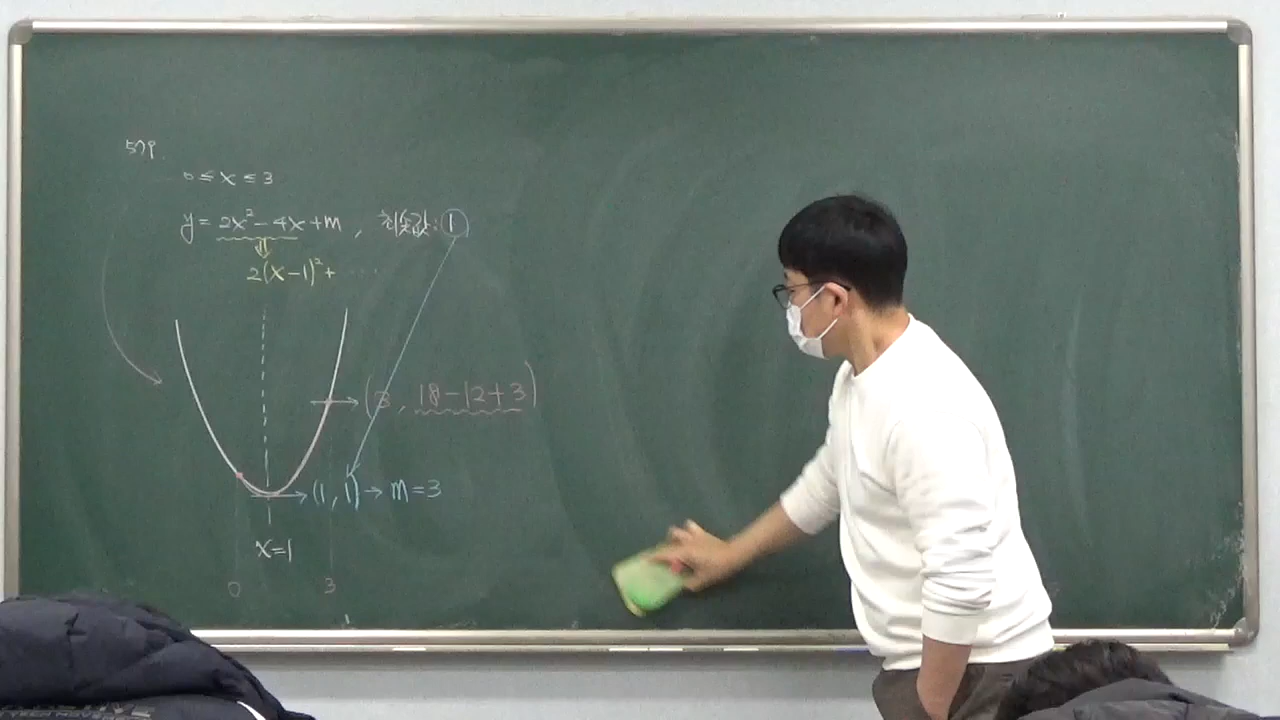 57p.
0 ≤ x ≤ 3
y = 2x² - 4x + m , 최솟값: 1
2(x-1)² + ....
(3, 18-12+3)
(1, 1) → m = 3
x = 1
0 3